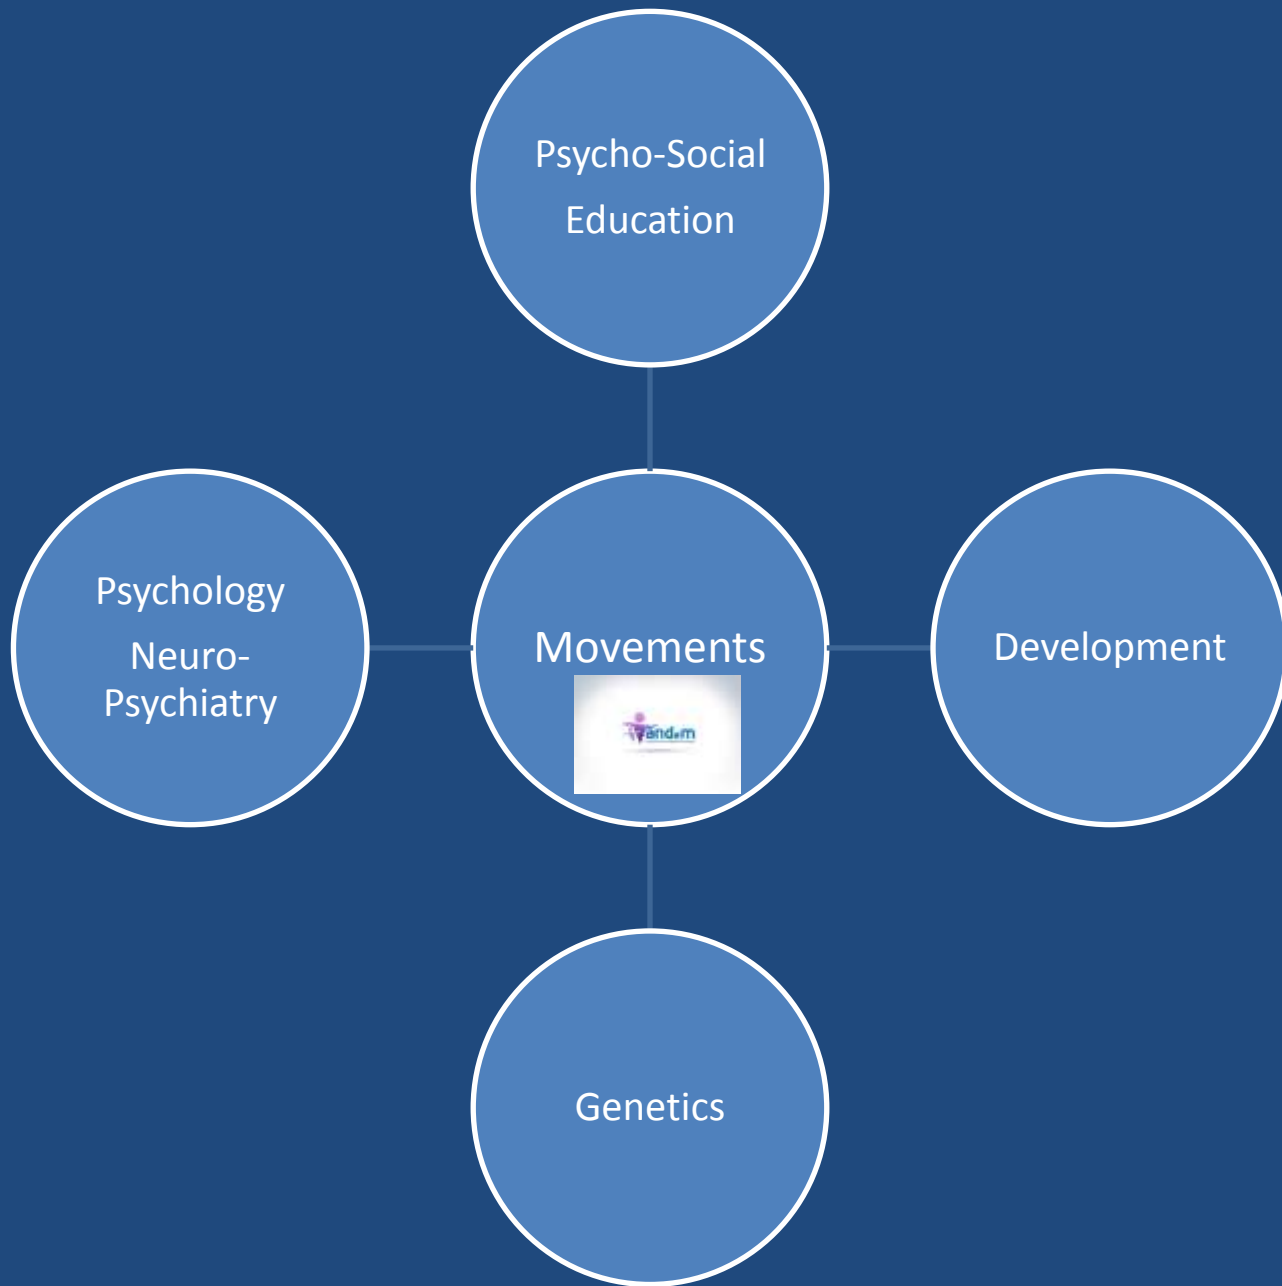 Psycho-Social
Education
Psychology
Neuro-
Psychiatry
Movements
Development
Genetics